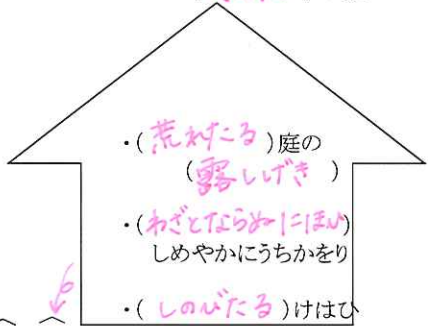 ・(荒れたる)庭の
(露しげき)
・(わざとならぬにほひ)
しめやかにうちかをり
・(しのびたる)けはひ